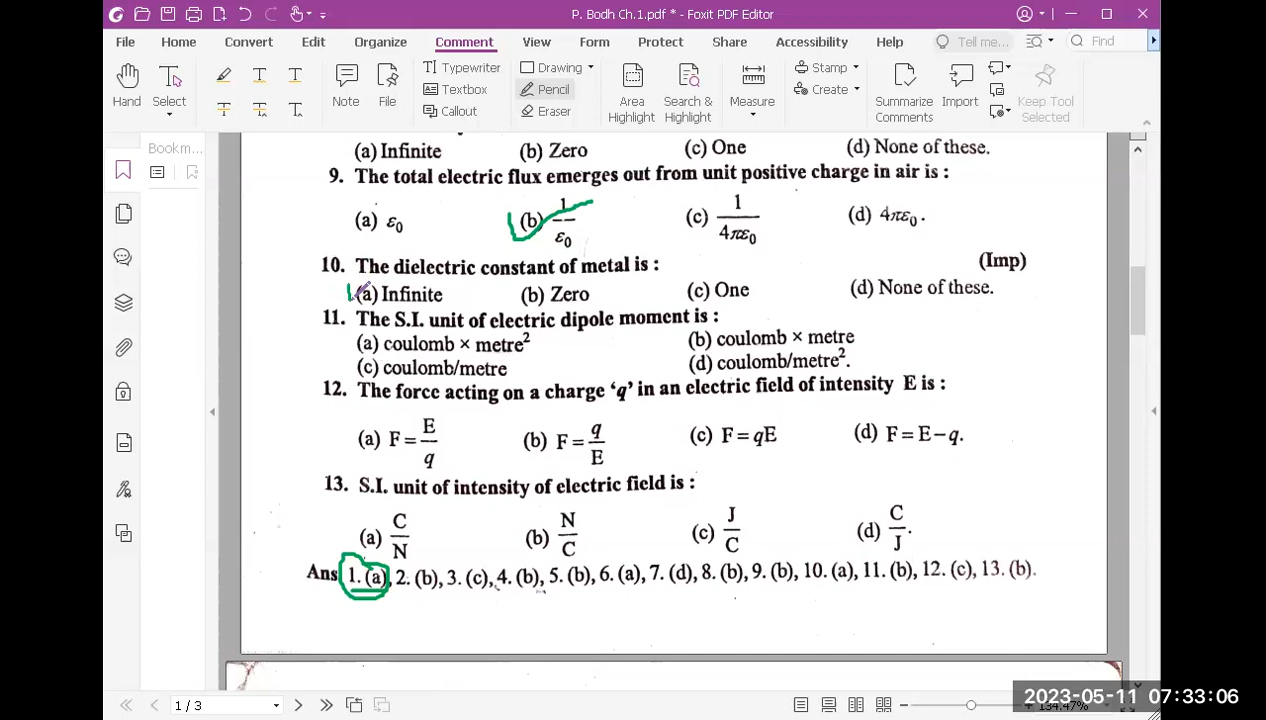 P. Bodh Ch.1.pdf * - Foxit PDF Editor
File Home Convert Edit Organize Comment View Form Protect Share Accessibility Help Tell me... Find
Hand Select Note File Typewriter Textbox Callout Drawing Pencil Eraser Area Highlight Search & Highlight Measure Stamp Create Summarize Comments Import Keep Tool Selected
Bookm...
(a) Infinite (b) Zero (c) One (d) None of these.
9. The total electric flux emerges out from unit positive charge in air is :
(a) ε₀ (b) 1/ε₀ (c) 1/4πε₀ (d) 4πε₀.
10. The dielectric constant of metal is : (Imp)
(a) Infinite (b) Zero (c) One (d) None of these.
11. The S.I. unit of electric dipole moment is :
(a) coulomb × metre² (b) coulomb × metre
(c) coulomb/metre (d) coulomb/metre².
12. The force acting on a charge ‘q’ in an electric field of intensity E is :
(a) F = E/q (b) F = q/E (c) F = qE (d) F = E – q.
13. S.I. unit of intensity of electric field is :
(a) C/N (b) N/C (c) J/C (d) C/J.
Ans 1. (a), 2. (b), 3. (c), 4. (b), 5. (b), 6. (a), 7. (d), 8. (b), 9. (b), 10. (a), 11. (b), 12. (c), 13. (b).
1 / 3
134.47%
2023-05-11 07:33:06